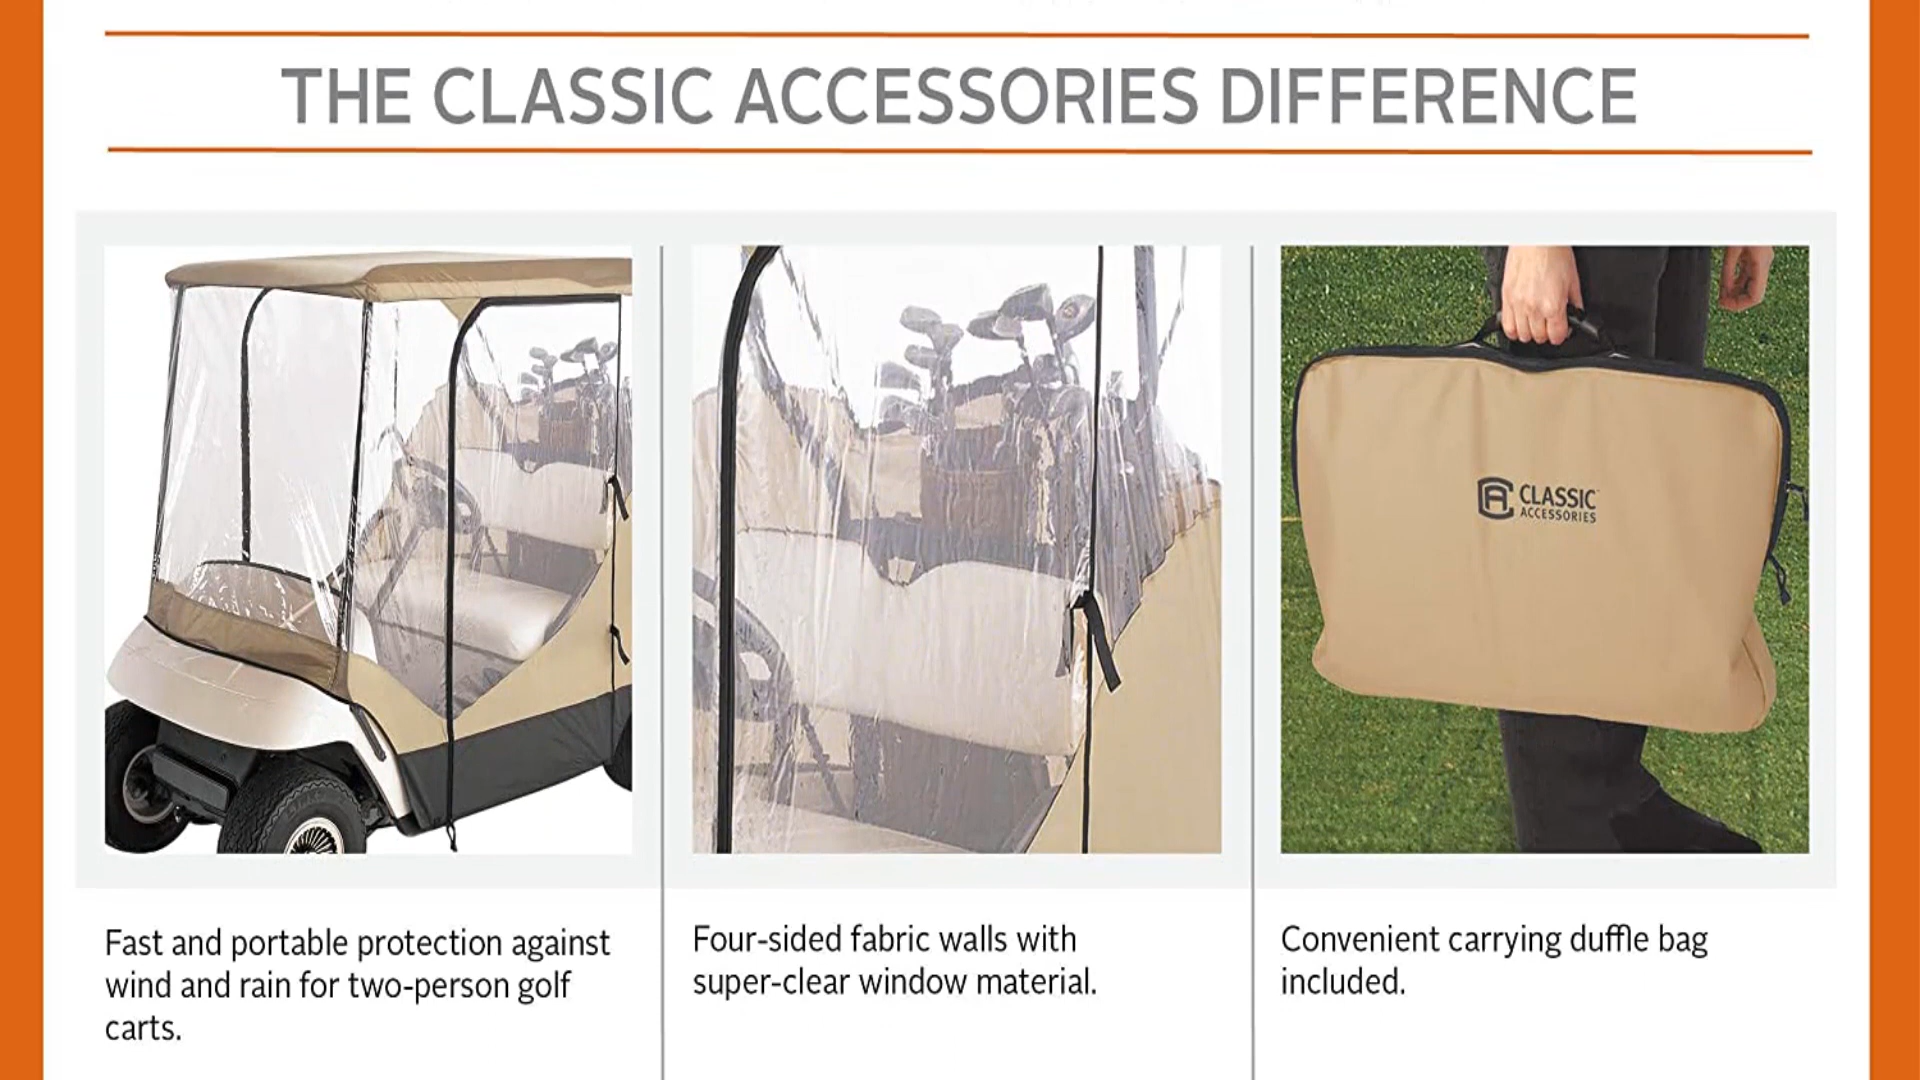 THE CLASSIC ACCESSORIES DIFFERENCE
CLASSIC
ACCESSORIES
Fast and portable protection against
wind and rain for two-person golf
carts.
Four-sided fabric walls with
super-clear window material.
Convenient carrying duffle bag
included.